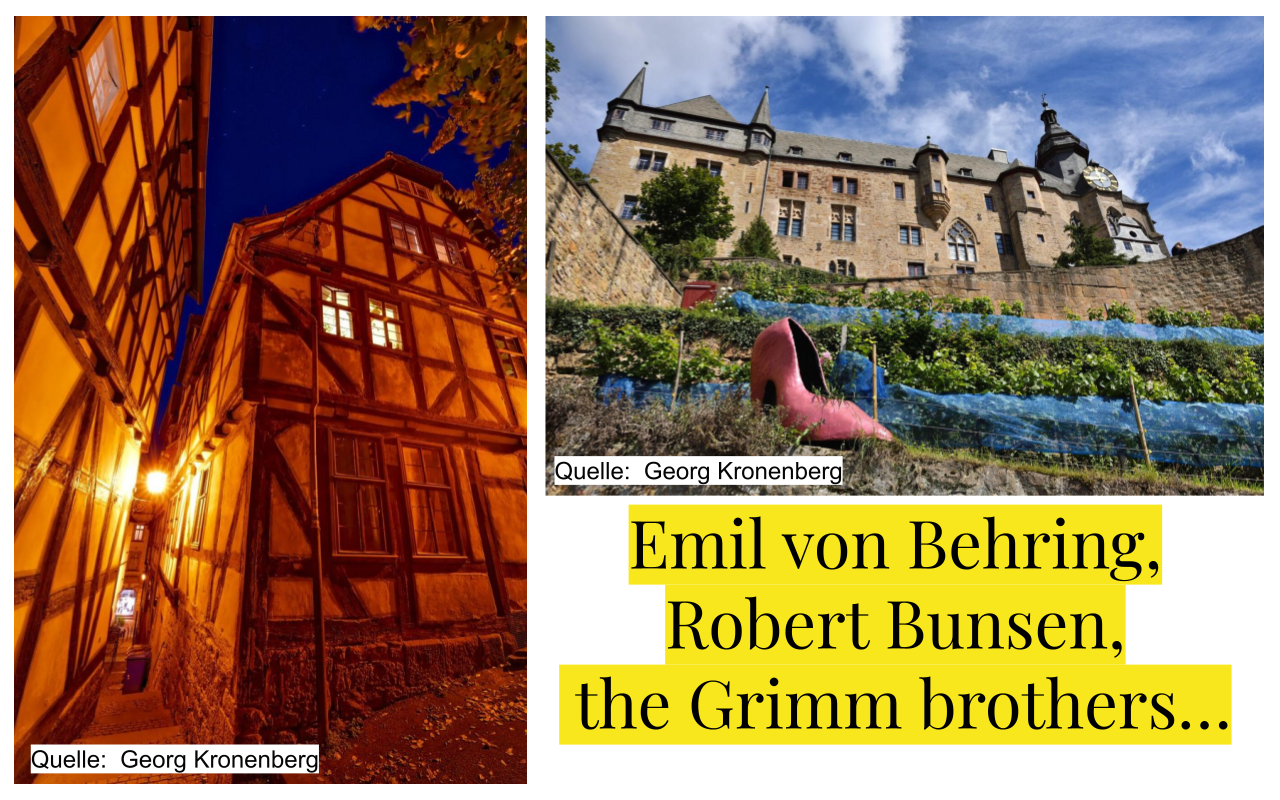 Quelle:  Georg Kronenberg
Quelle:  Georg Kronenberg
Emil von Behring,
Robert Bunsen,
the Grimm brothers...